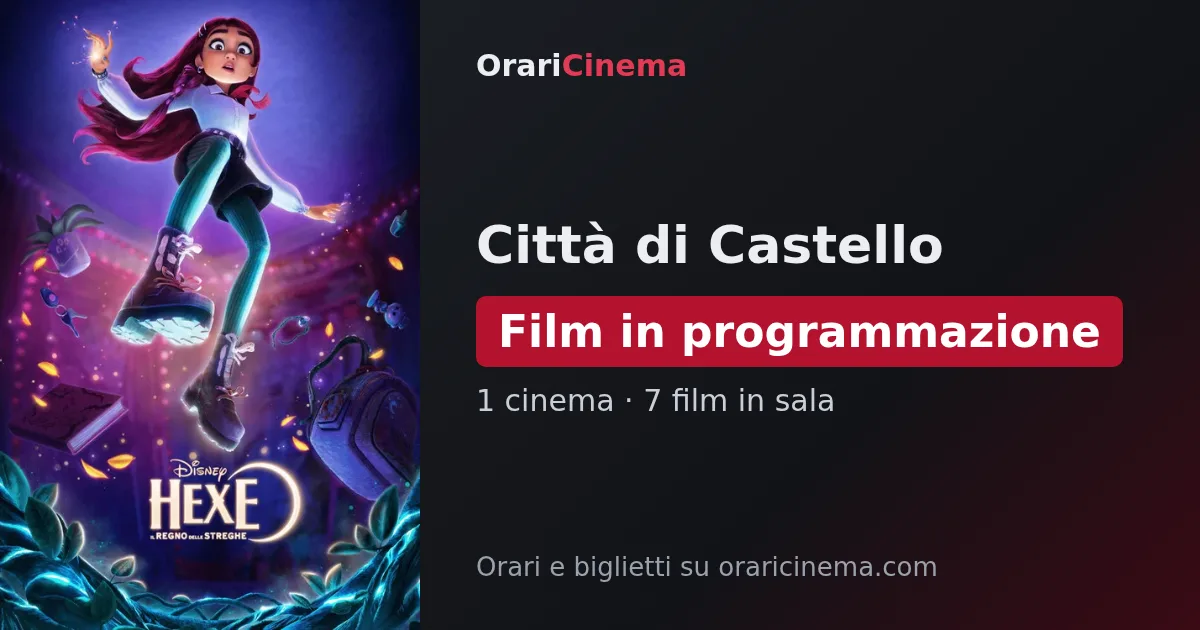 Disney
HEXE
IL REGNO DELLE STREGHE
OrariCinema
Città di Castello
Film in programmazione
1 cinema · 7 film in sala
Orari e biglietti su oraricinema.com